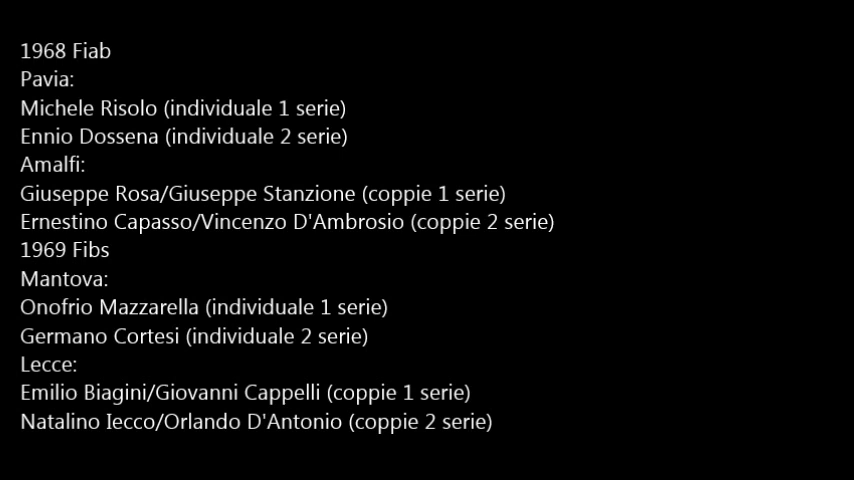 1968 Fiab
Pavia:
Michele Risolo (individuale 1 serie)
Ennio Dossena (individuale 2 serie)
Amalfi:
Giuseppe Rosa/Giuseppe Stanzione (coppie 1 serie)
Ernestino Capasso/Vincenzo D'Ambrosio (coppie 2 serie)
1969 Fibs
Mantova:
Onofrio Mazzarella (individuale 1 serie)
Germano Cortesi (individuale 2 serie)
Lecce:
Emilio Biagini/Giovanni Cappelli (coppie 1 serie)
Natalino Iecco/Orlando D'Antonio (coppie 2 serie)